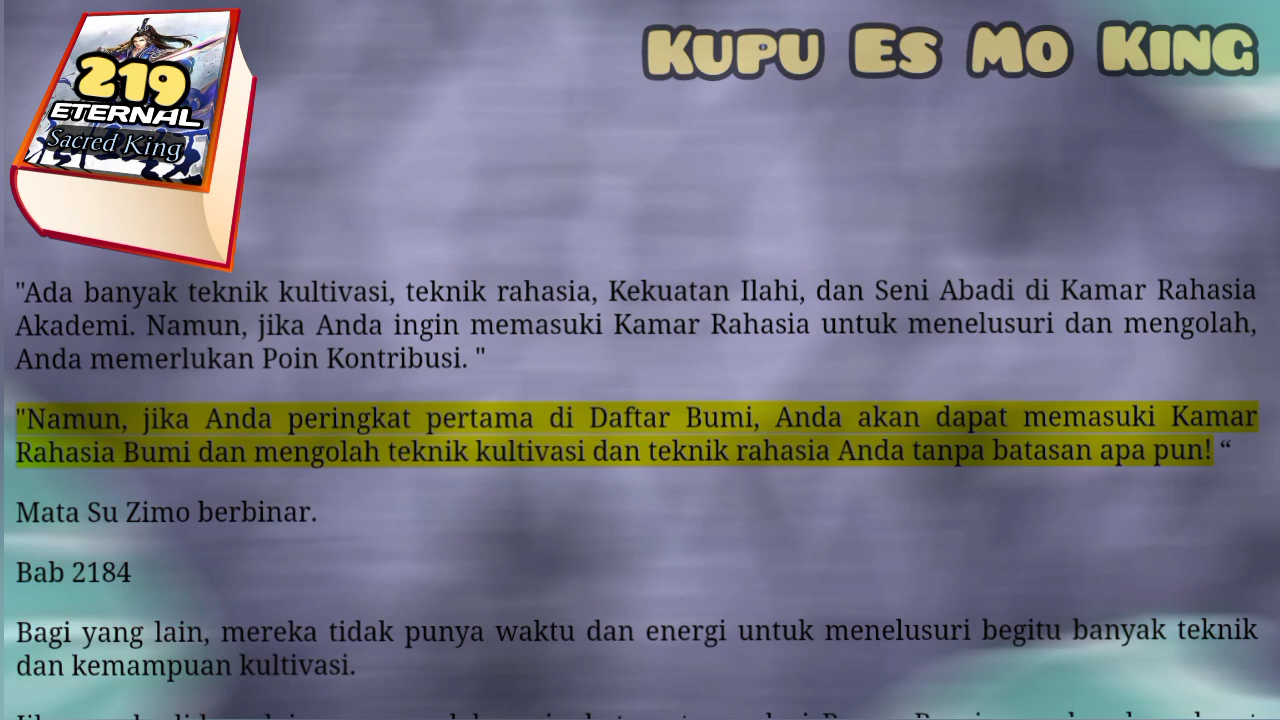 219
ETERNAL
Sacred King
KUPU ES MO KING
"Ada banyak teknik kultivasi, teknik rahasia, Kekuatan Ilahi, dan Seni Abadi di Kamar Rahasia
Akademi. Namun, jika Anda ingin memasuki Kamar Rahasia untuk menelusuri dan mengolah,
Anda memerlukan Poin Kontribusi. "
"Namun, jika Anda peringkat pertama di Daftar Bumi, Anda akan dapat memasuki Kamar
Rahasia Bumi dan mengolah teknik kultivasi dan teknik rahasia Anda tanpa batasan apa pun! “
Mata Su Zimo berbinar.
Bab 2184
Bagi yang lain, mereka tidak punya waktu dan energi untuk menelusuri begitu banyak teknik
dan kemampuan kultivasi.